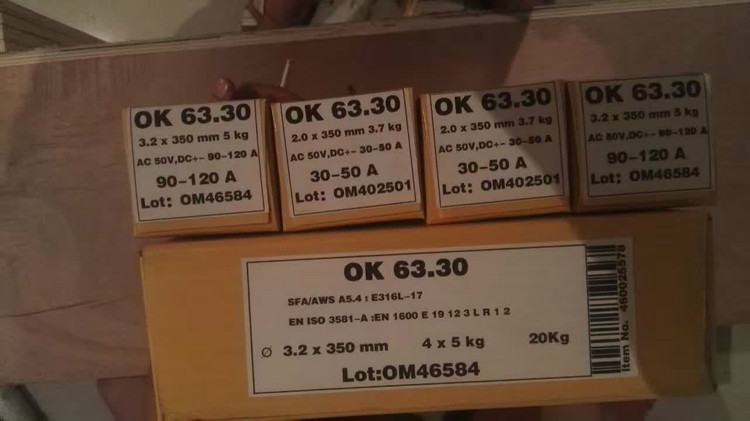 OK 63.30
3.2 x 350 mm 5 kg
AC 50V,DC+- 90-120 A
90-120 A
Lot: OM46584
OK 63.30
2.0 x 350 mm 3.7 kg
AC 50V,DC+- 30-50 A
30-50 A
Lot: OM402501
OK 63.30
2.0 x 350 mm 3.7 kg
AC 50V,DC+- 30-50 A
30-50 A
Lot: OM402501
OK 63.30
3.2 x 350 mm 5 kg
AC 50V,DC+- 90-120 A
90-120 A
Lot: OM46584
OK 63.30
SFA/AWS A5.4 : E316L-17
EN ISO 3581-A :EN 1600 E 19 12 3 L R 1 2
Ø 3.2 x 350 mm 4 x 5 kg 20Kg
Lot:OM46584
Item No. 460025578